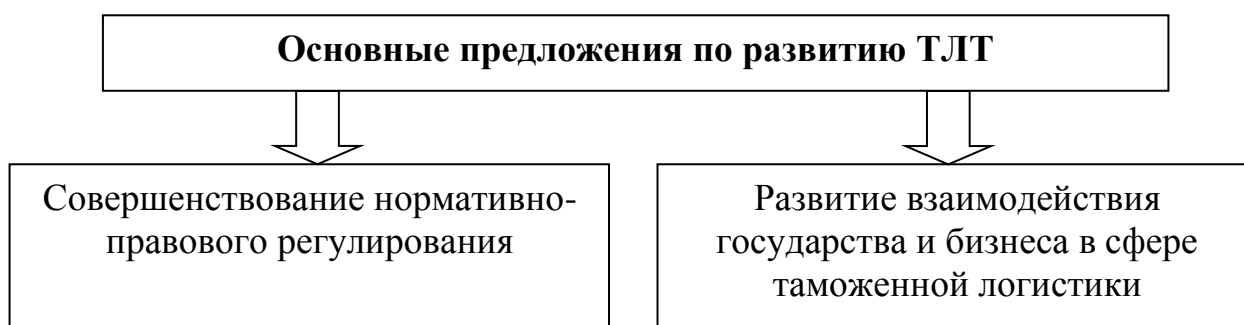 Основные предложения по развитию ТЛТ
Совершенствование нормативно-
правового регулирования
Развитие взаимодействия
государства и бизнеса в сфере
таможенной логистики